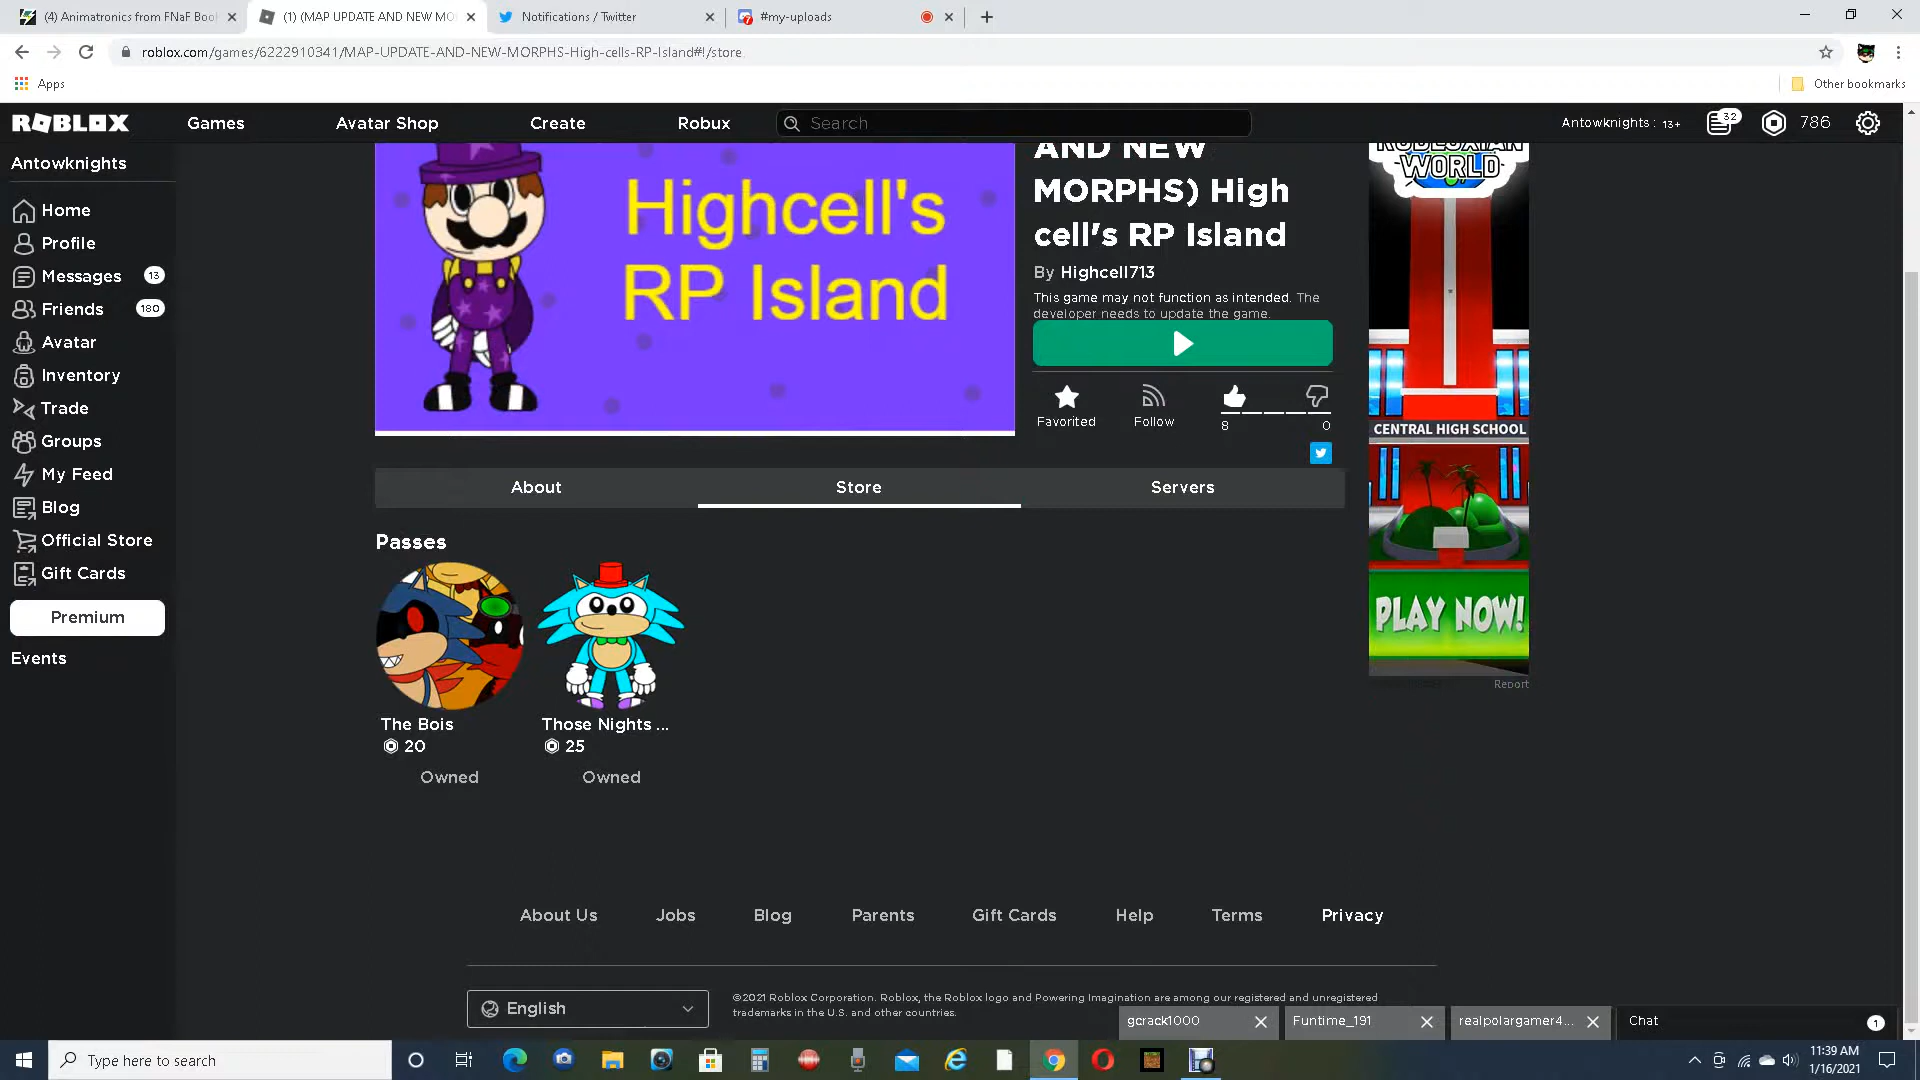 (4) Animatronics from FNaF Boo
(1) (MAP UPDATE AND NEW MO
Notifications / Twitter
#my-uploads
roblox.com/games/6222910341/MAP-UPDATE-AND-NEW-MORPHS-High-cells-RP-Island#!/store
Apps
Other bookmarks
ROBLOX
Games
Avatar Shop
Create
Robux
Search
Antowknights : 13+
32
786
Antowknights
Home
Profile
Messages
13
Friends
180
Avatar
Inventory
Trade
Groups
My Feed
Blog
Official Store
Gift Cards
Premium
Events
Highcell's
RP Island
AND NEW
MORPHS) High
cell's RP Island
By Highcell713
This game may not function as intended. The
developer needs to update the game.
Favorited
Follow
8
0
About
Store
Servers
Passes
The Bois
20
Owned
Those Nights ...
25
Owned
ROBLOXIAN
WORLD
CENTRAL HIGH SCHOOL
PLAY NOW!
Report
About Us
Jobs
Blog
Parents
Gift Cards
Help
Terms
Privacy
English
©2021 Roblox Corporation. Roblox, the Roblox logo and Powering Imagination are among our registered and unregistered
trademarks in the U.S. and other countries.
gcrack1000
Funtime_191
realpolargamer4...
Chat
1
Type here to search
11:39 AM
1/16/2021